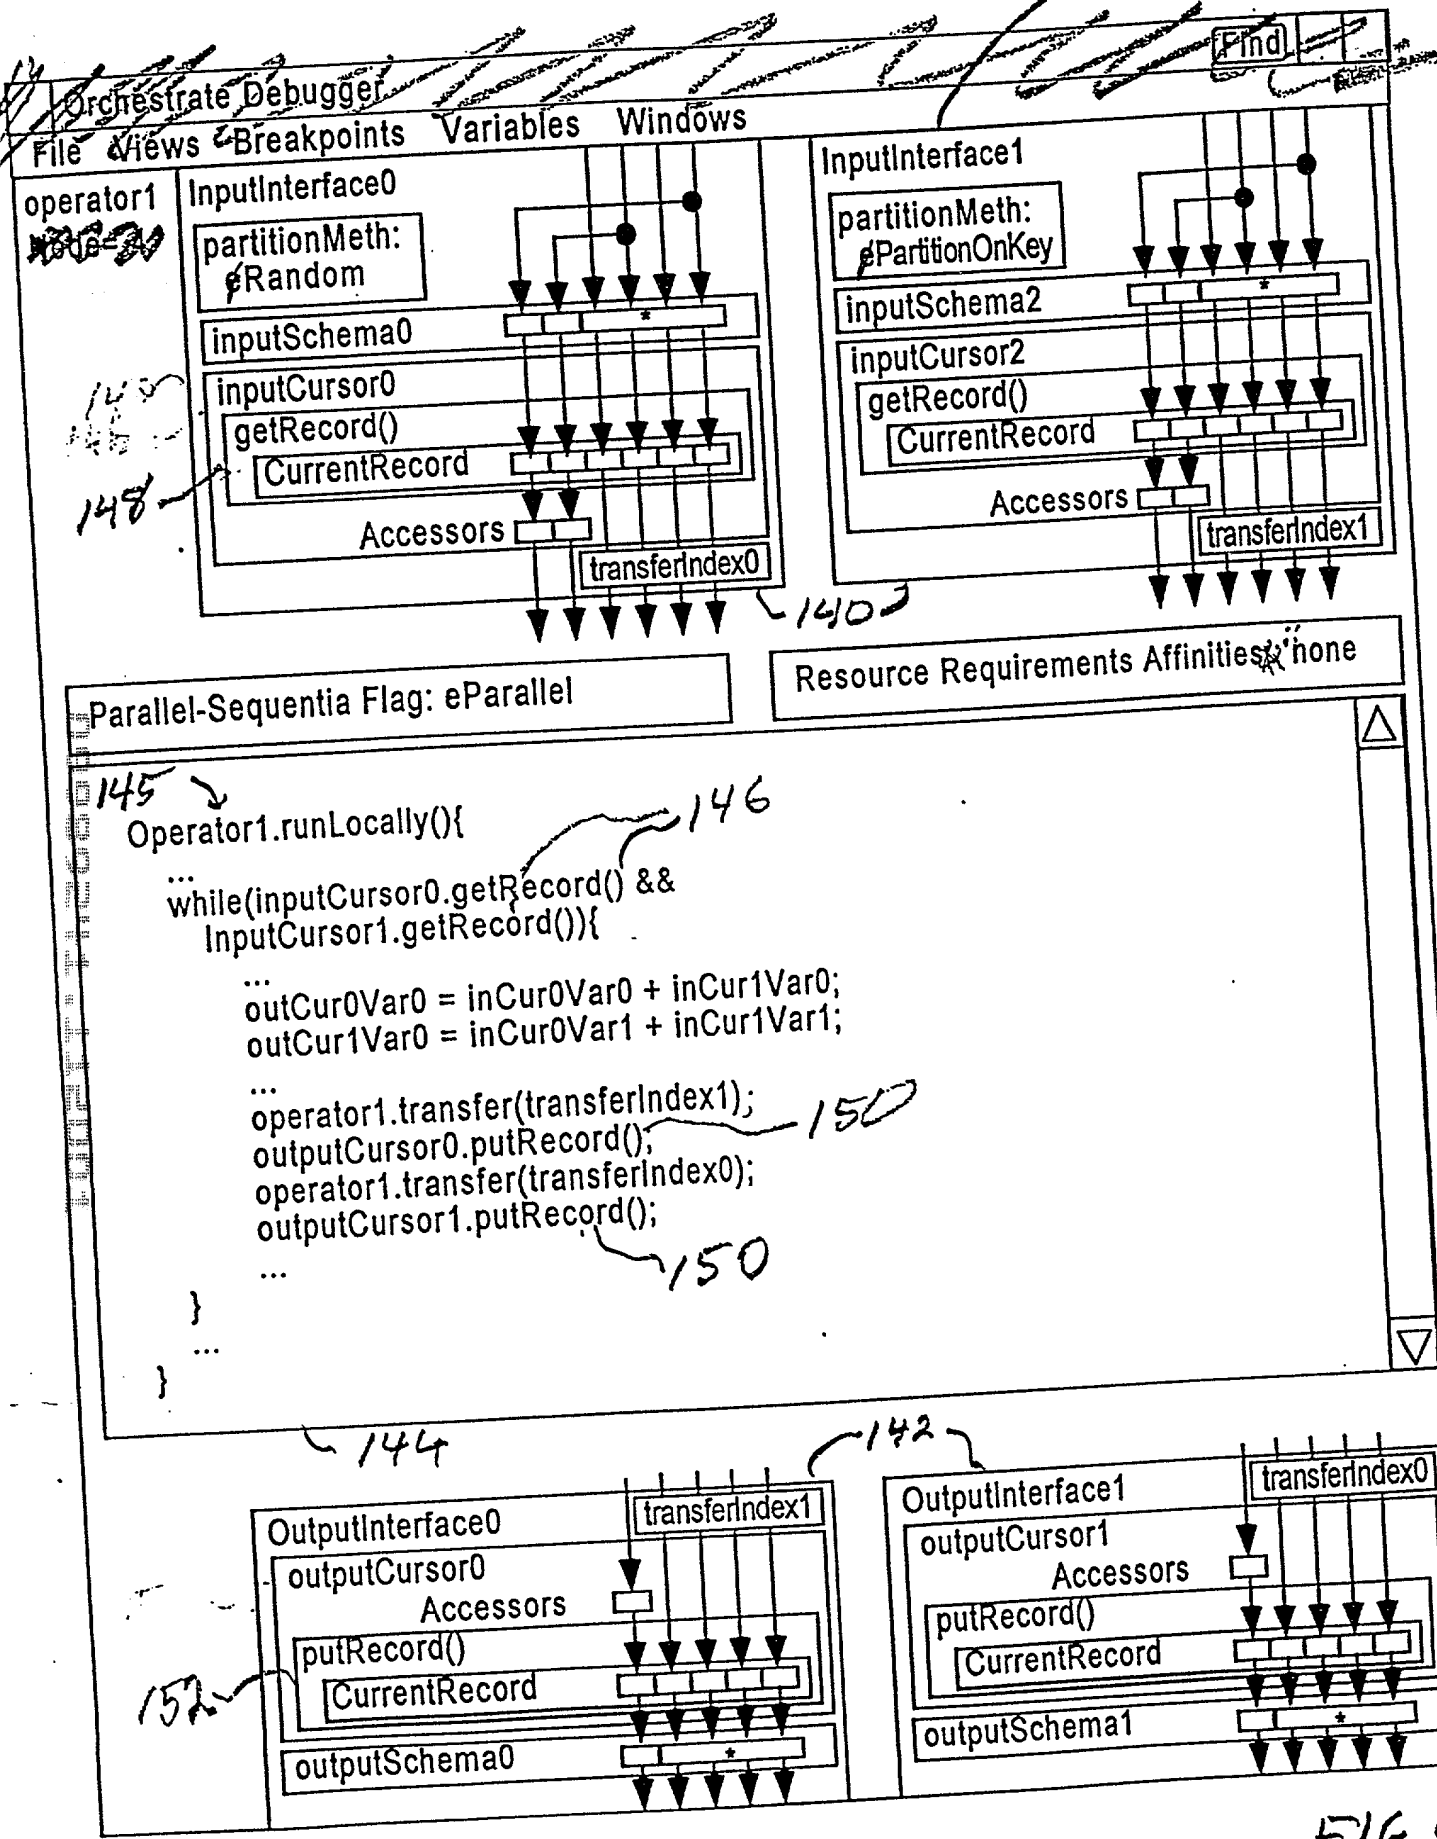 Find
Orchestrate Debugger
File Views Breakpoints Variables Windows
operator1
InputInterface0
partitionMeth:
eRandom
inputSchema0
*
inputCursor0
getRecord()
CurrentRecord
148
Accessors
transferIndex0
InputInterface1
partitionMeth:
ePartitionOnKey
inputSchema2
*
inputCursor2
getRecord()
CurrentRecord
Accessors
transferIndex1
140
Parallel-Sequentia Flag: eParallel
Resource Requirements Affinities: none
145
146
Operator1.runLocally(){
...
while(inputCursor0.getRecord() &&
InputCursor1.getRecord()){
...
outCur0Var0 = inCur0Var0 + inCur1Var0;
outCur1Var0 = inCur0Var1 + inCur1Var1;
...
operator1.transfer(transferIndex1);
outputCursor0.putRecord();
150
operator1.transfer(transferIndex0);
outputCursor1.putRecord();
150
...
}
...
}
144
142
OutputInterface0
transferIndex1
outputCursor0
Accessors
putRecord()
CurrentRecord
152
outputSchema0
*
OutputInterface1
transferIndex0
outputCursor1
Accessors
putRecord()
CurrentRecord
outputSchema1
*